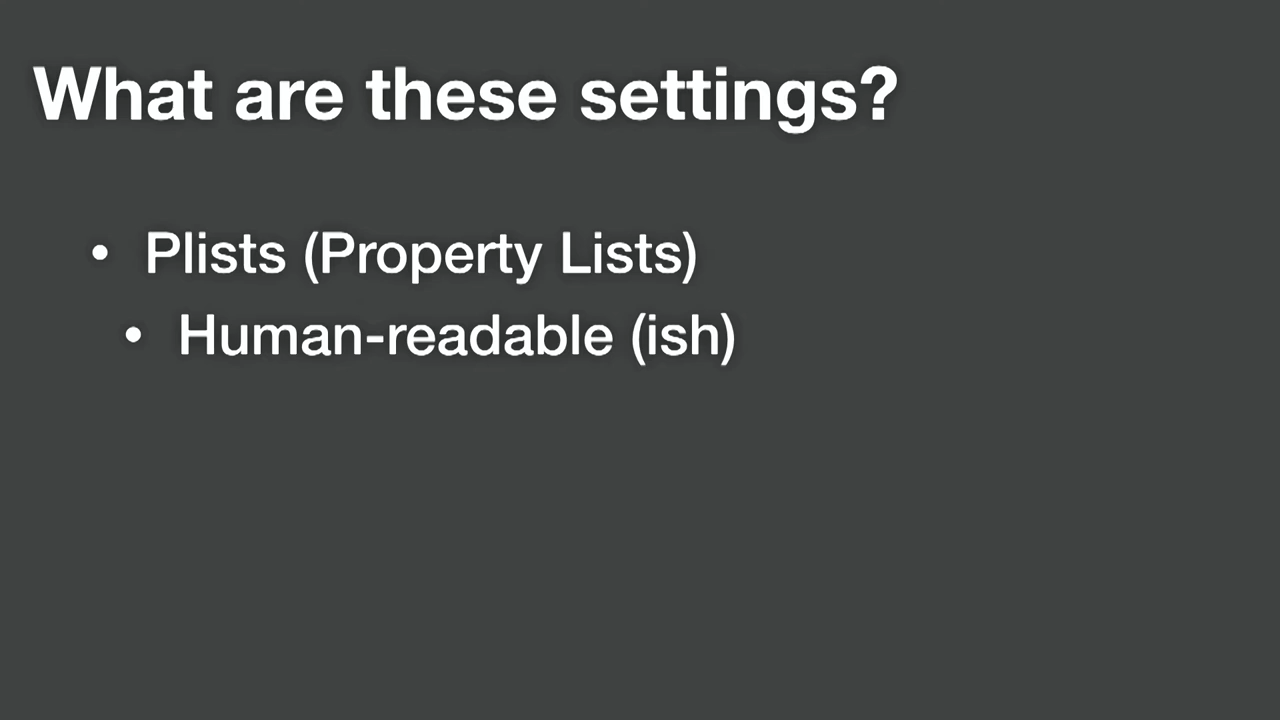 What are these settings?
• Plists (Property Lists)
• Human-readable (ish)